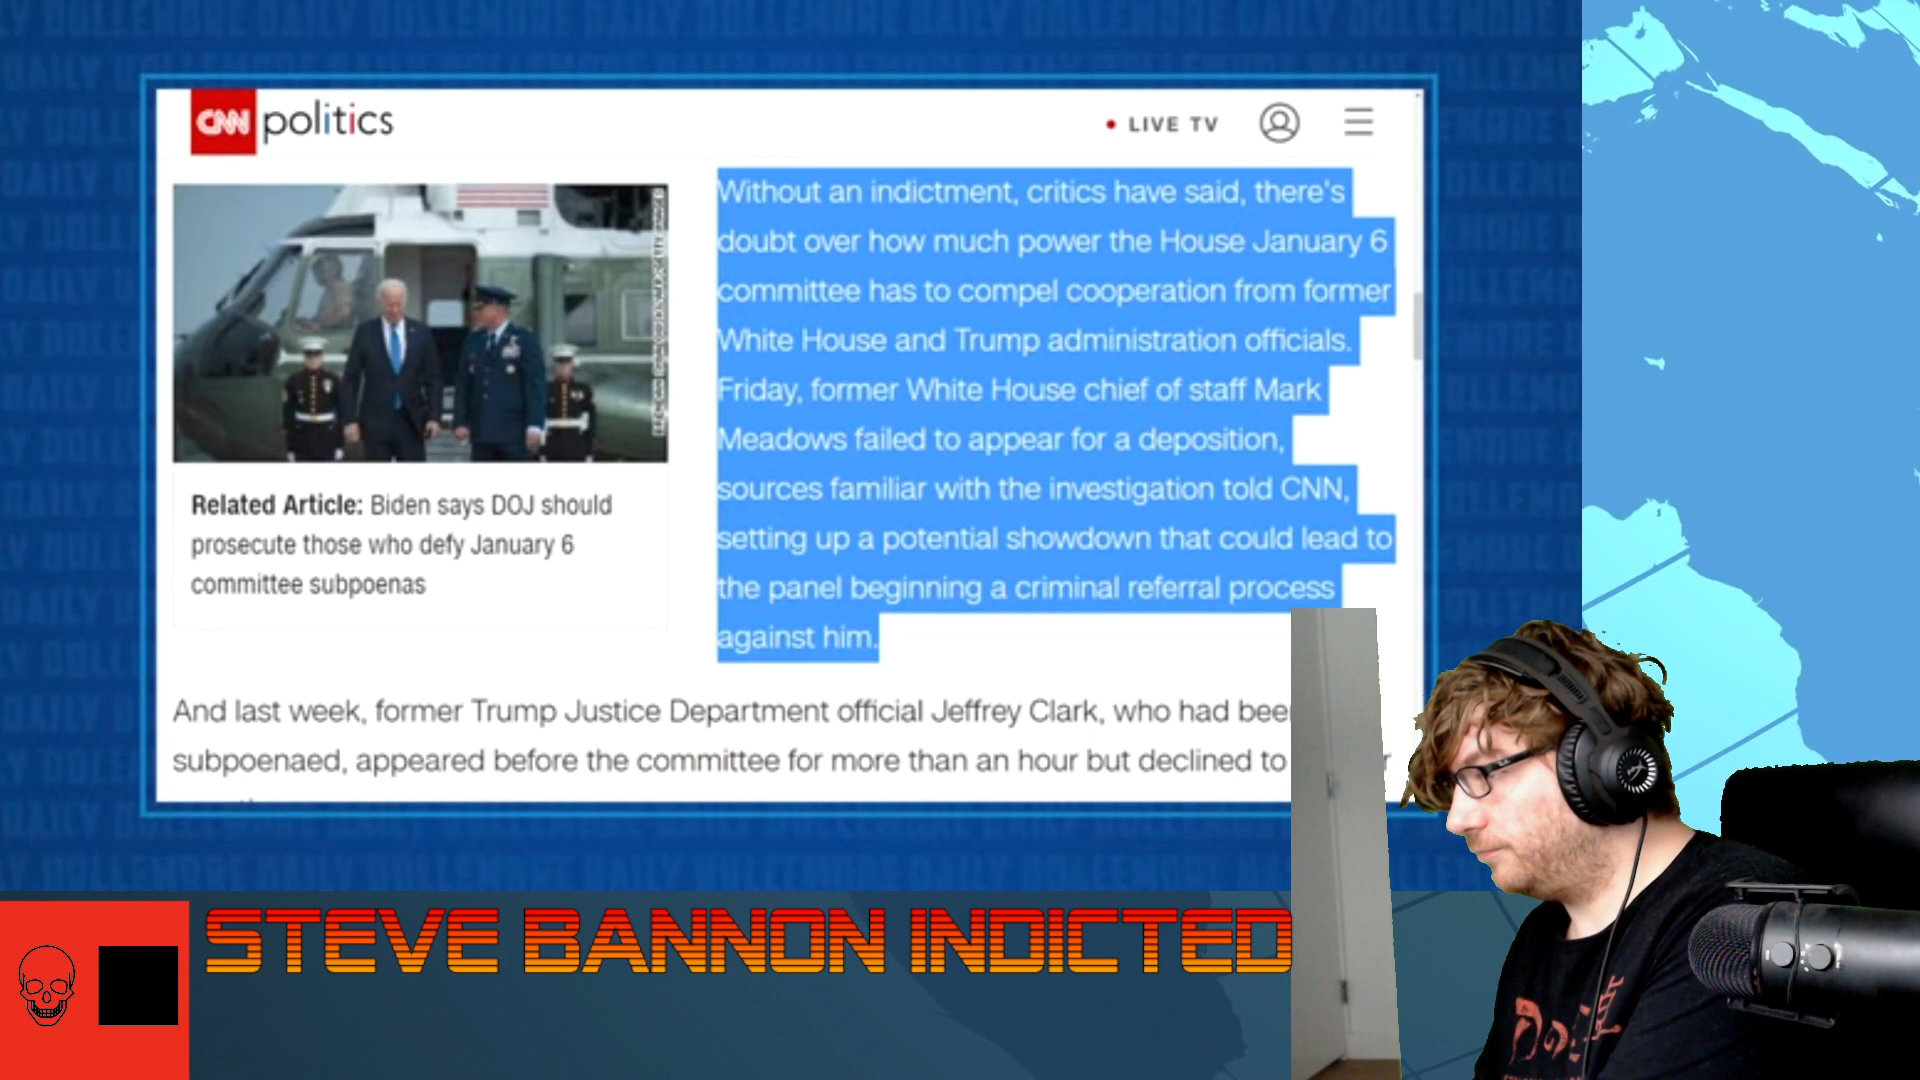 CNN politics
LIVE TV
Without an indictment, critics have said, there's
doubt over how much power the House January 6
committee has to compel cooperation from former
White House and Trump administration officials.
Friday, former White House chief of staff Mark
Meadows failed to appear for a deposition,
sources familiar with the investigation told CNN,
setting up a potential showdown that could lead to
the panel beginning a criminal referral process
against him.
Related Article: Biden says DOJ should
prosecute those who defy January 6
committee subpoenas
And last week, former Trump Justice Department official Jeffrey Clark, who had been
subpoenaed, appeared before the committee for more than an hour but declined to
STEVE BANNON INDICTED
DAILY DOLLEMORE